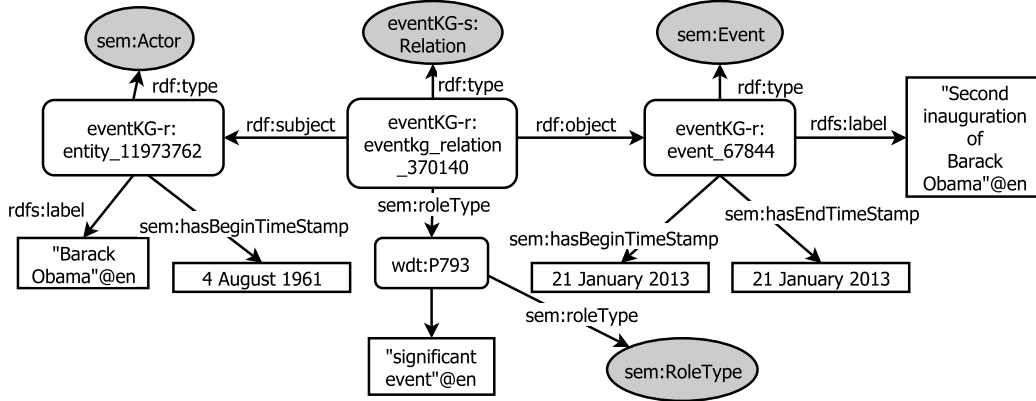 sem:Actor
eventKG-s:
Relation
sem:Event
rdf:type
rdf:type
rdf:type
eventKG-r:
entity_11973762
rdf:subject
eventKG-r:
eventkg_relation
_370140
rdf:object
eventKG-r:
event_67844
rdfs:label
"Second
inauguration
of
Barack
Obama"@en
rdfs:label
sem:hasBeginTimeStamp
sem:roleType
sem:hasBeginTimeStamp
sem:hasEndTimeStamp
"Barack
Obama"@en
4 August 1961
wdt:P793
21 January 2013
21 January 2013
sem:roleType
"significant
event"@en
sem:RoleType